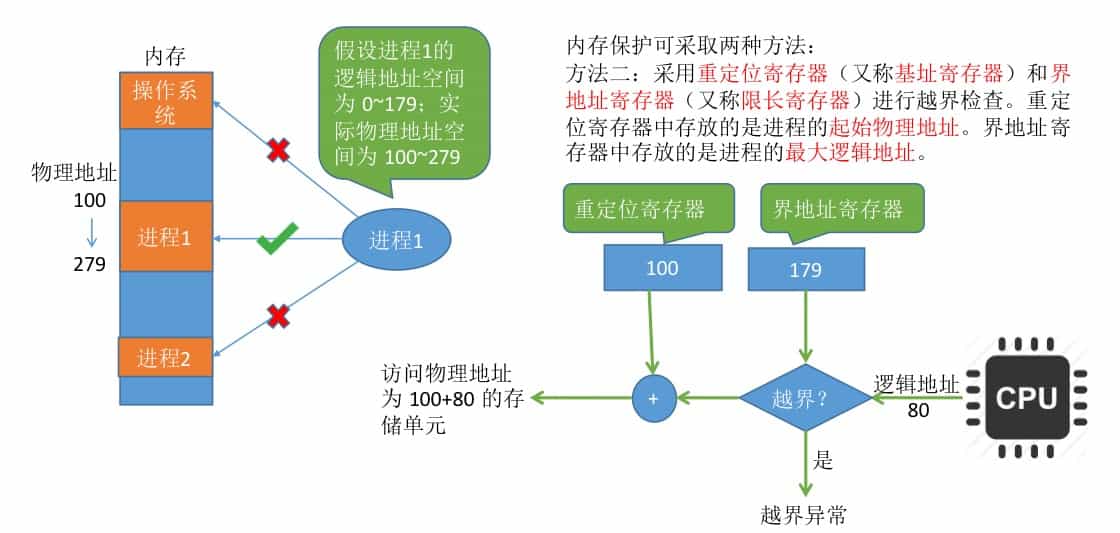 内存
操作系
统
物理地址
100
279
进程1
进程2
假设进程1的
逻辑地址空间
为 0~179；实
际物理地址空
间为 100~279
进程1
内存保护可采取两种方法：
方法二：采用重定位寄存器（又称基址寄存器）和界
地址寄存器（又称限长寄存器）进行越界检查。重定
位寄存器中存放的是进程的起始物理地址。界地址寄
存器中存放的是进程的最大逻辑地址。
重定位寄存器
界地址寄存器
100
179
访问物理地址
为 100+80 的存
储单元
+
越界？
逻辑地址
80
CPU
是
越界异常